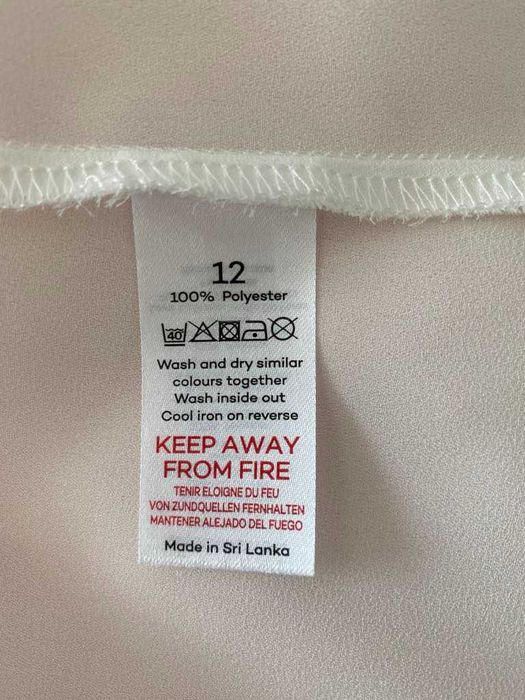 12
100% Polyester
40
Wash and dry similar
colours together
Wash inside out
Cool iron on reverse
KEEP AWAY
FROM FIRE
TENIR ELOIGNE DU FEU
VON ZUNDQUELLEN FERNHALTEN
MANTENER ALEJADO DEL FUEGO
Made in Sri Lanka